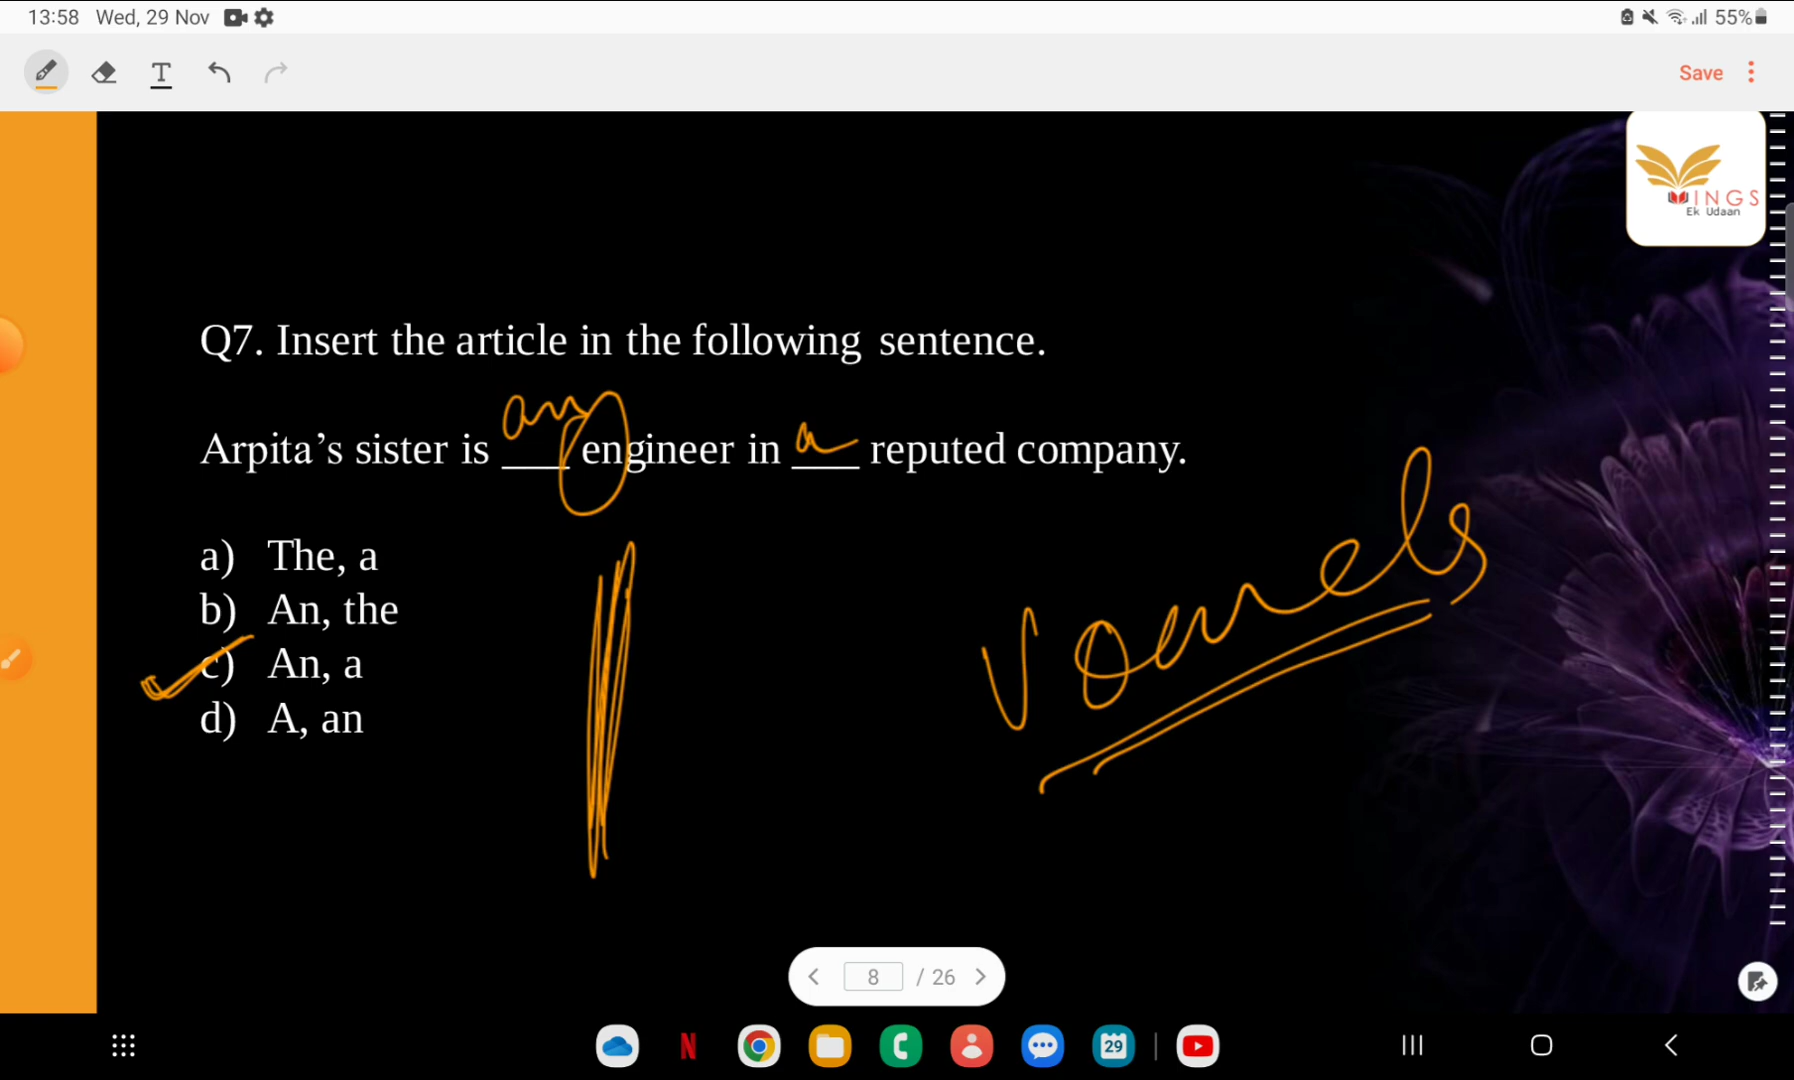 13:58 Wed, 29 Nov
55%
T
Save
WINGS
Ek Udaan
Q7. Insert the article in the following sentence.
an a
Arpita’s sister is ___ engineer in ___ reputed company.
a) The, a
b) An, the
c) An, a
d) A, an
Vowels
8 / 26
N
29